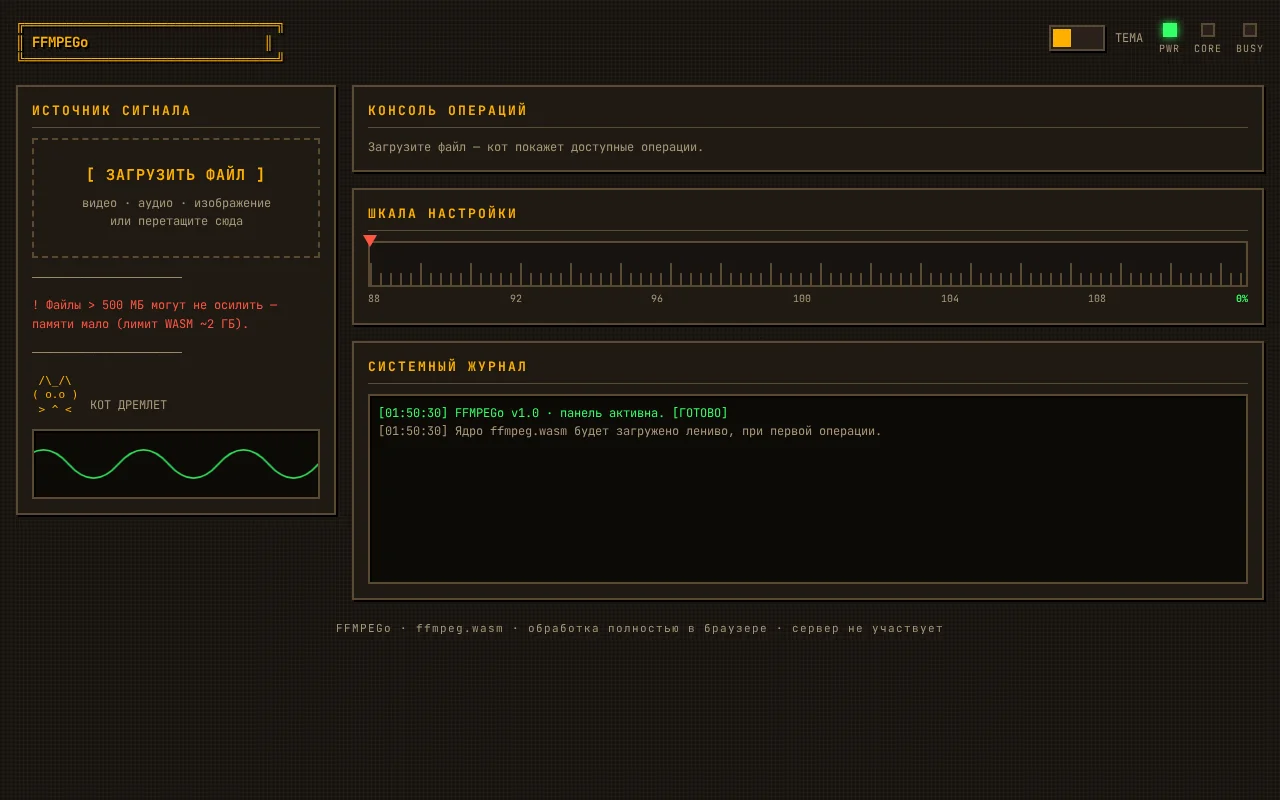 FFMPEGo
ТЕМА
PWR
CORE
BUSY
ИСТОЧНИК СИГНАЛА
[ ЗАГРУЗИТЬ ФАЙЛ ]
видео · аудио · изображение
или перетащите сюда
! Файлы > 500 МБ могут не осилить —
памяти мало (лимит WASM ~2 ГБ).
/\_/\
( o.o )
> ^ <
КОТ ДРЕМЛЕТ
КОНСОЛЬ ОПЕРАЦИЙ
Загрузите файл — кот покажет доступные операции.
ШКАЛА НАСТРОЙКИ
88 92 96 100 104 108 0%
СИСТЕМНЫЙ ЖУРНАЛ
[01:50:30] FFMPEGo v1.0 · панель активна. [ГОТОВО]
[01:50:30] Ядро ffmpeg.wasm будет загружено лениво, при первой операции.
FFMPEGo · ffmpeg.wasm · обработка полностью в браузере · сервер не участвует